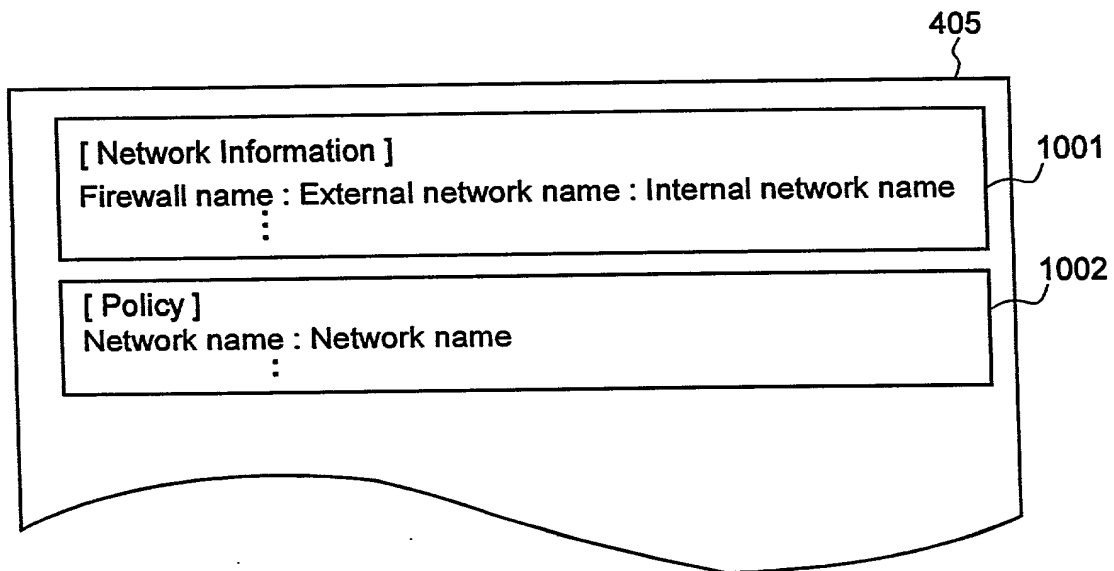 405
[ Network Information ]
1001
Firewall name : External network name : Internal network name
⋮
1002
[ Policy ]
Network name : Network name
⋮